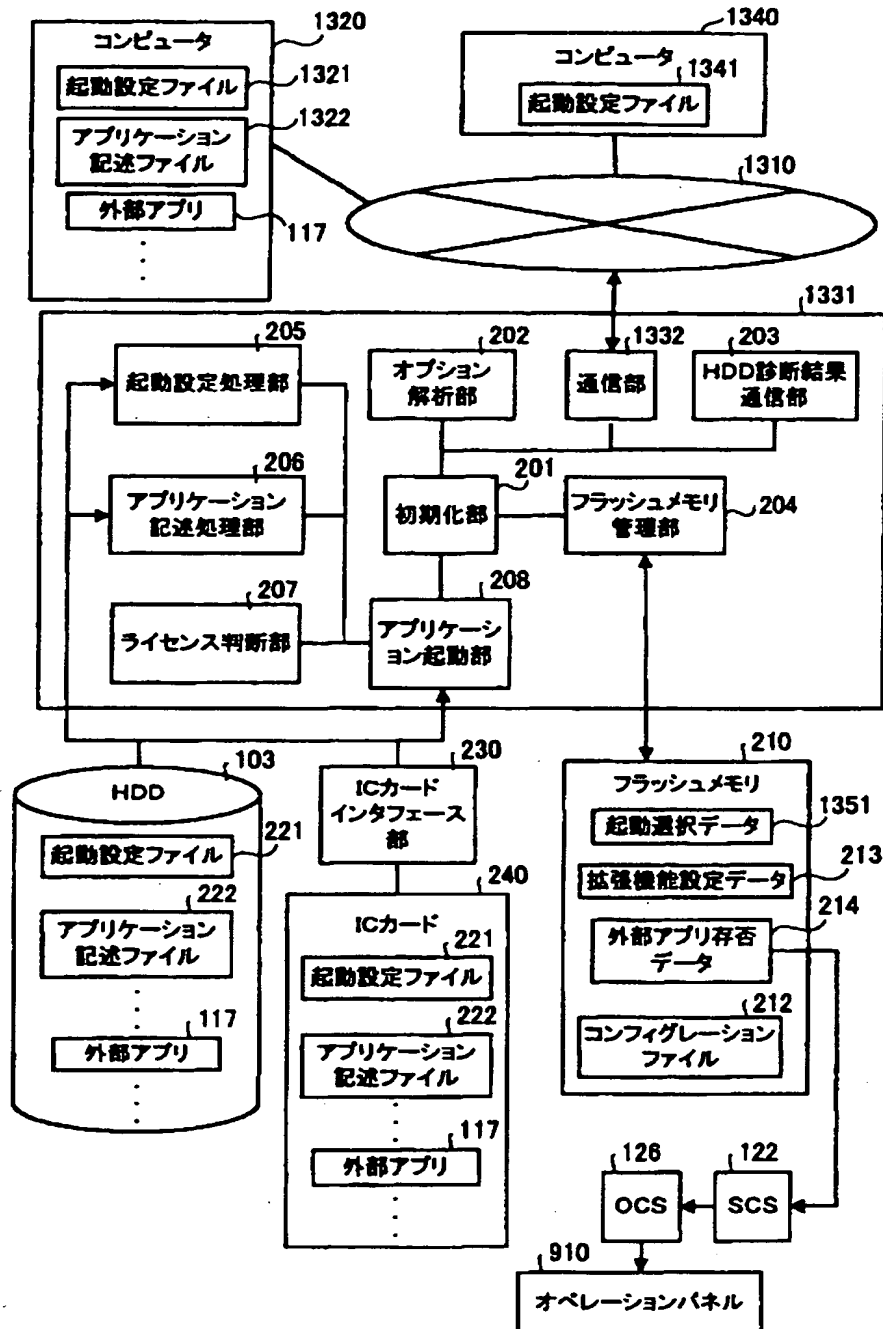 1320
コンピュータ
1321
起動設定ファイル
1322
アプリケーション
記述ファイル
外部アプリ
117
1340
コンピュータ
1341
起動設定ファイル
1310
1331
205
起動設定処理部
202
オプション
解析部
1332
通信部
203
HDD診断結果
通信部
206
アプリケーション
記述処理部
201
初期化部
フラッシュメモリ
管理部
204
207
ライセンス判断部
208
アプリケーシ
ョン起動部
103
HDD
221
起動設定ファイル
222
アプリケーション
記述ファイル
117
外部アプリ
230
ICカード
インタフェース
部
240
ICカード
221
起動設定ファイル
222
アプリケーション
記述ファイル
117
外部アプリ
210
フラッシュメモリ
起動選択データ
1351
拡張機能設定データ
213
外部アプリ存否
データ
214
212
コンフィグレーション
ファイル
126
OCS
122
SCS
910
オペレーションパネル